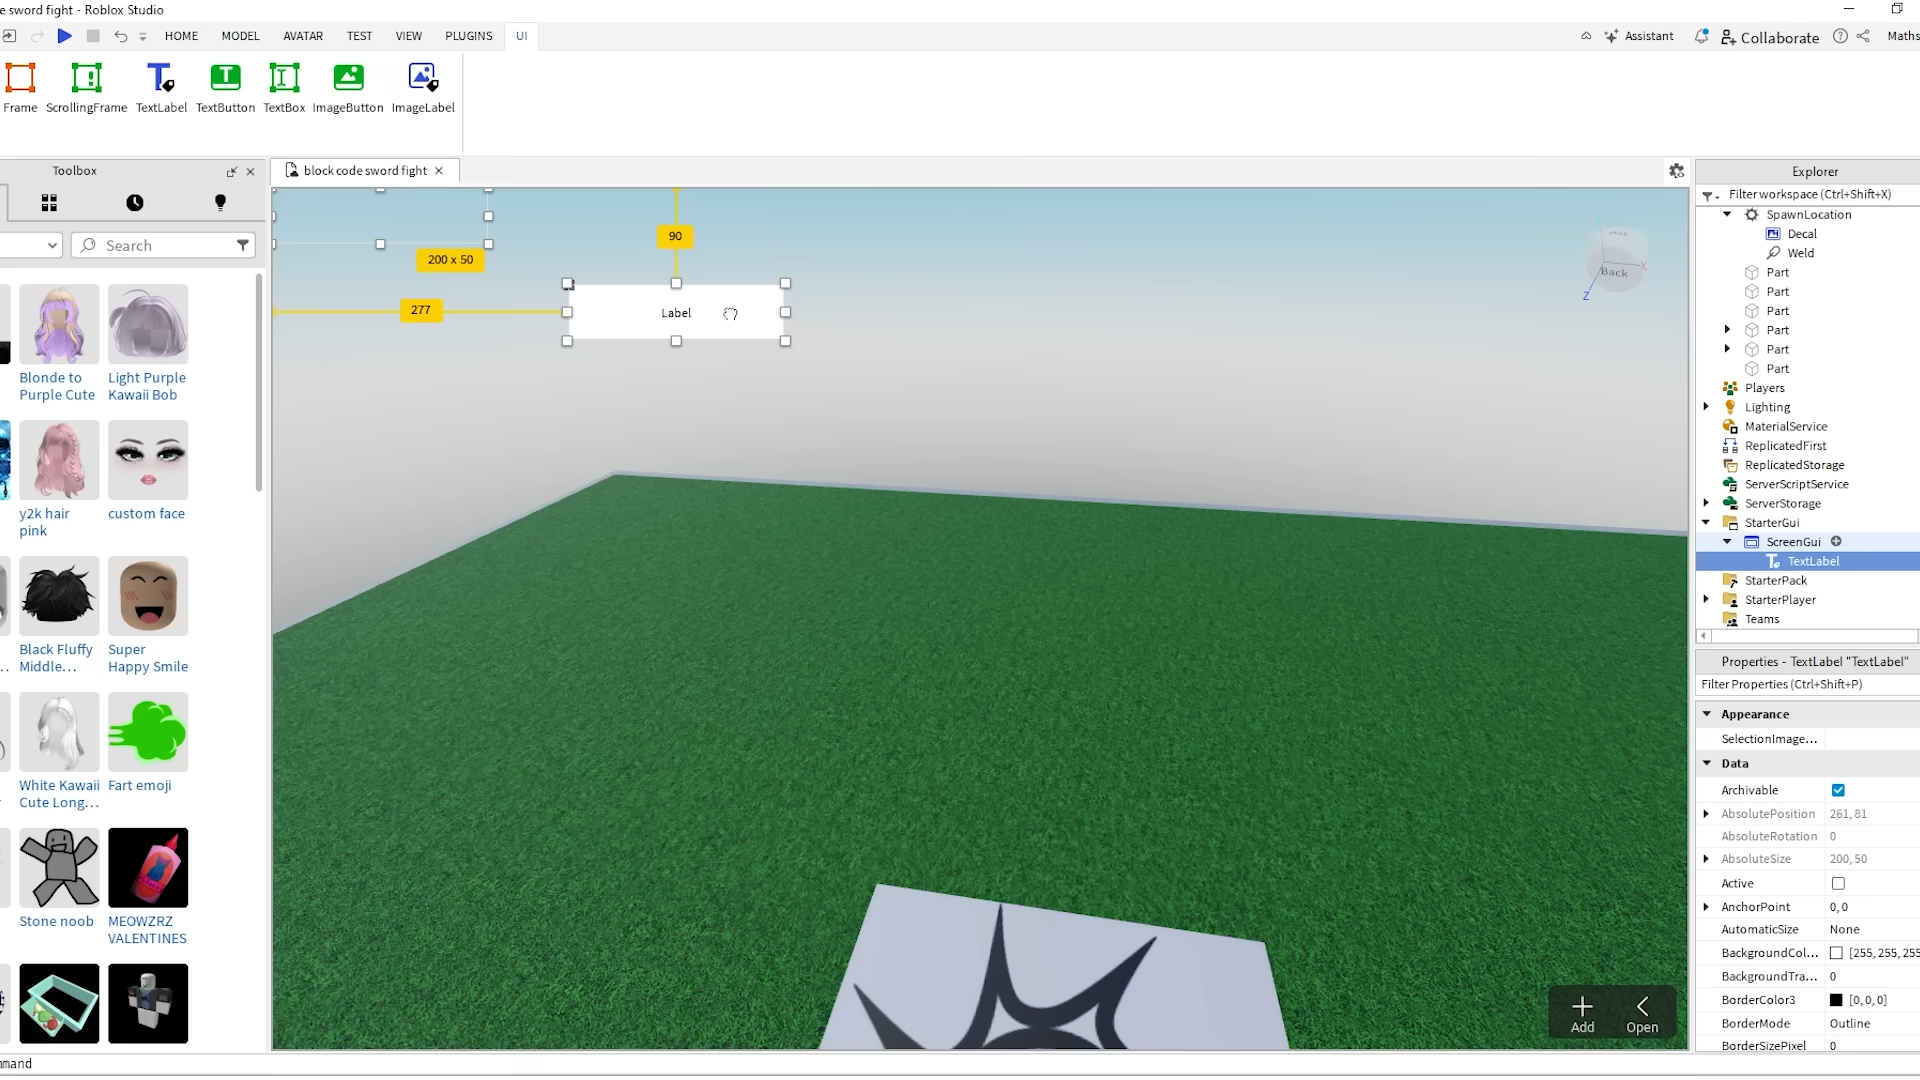 e sword fight - Roblox Studio
HOME MODEL AVATAR TEST VIEW PLUGINS UI
Assistant Collaborate Maths
Frame ScrollingFrame TextLabel TextButton TextBox ImageButton ImageLabel
Toolbox
block code sword fight
Explorer
Filter workspace (Ctrl+Shift+X)
Search
90
200 x 50
277
Label
Back
X
Z
Blonde to
Purple Cute
Light Purple
Kawaii Bob
y2k hair
pink
custom face
Black Fluffy
Middle...
Super
Happy Smile
White Kawaii
Cute Long...
Fart emoji
Stone noob
MEOWZRZ
VALENTINES
Add
Open
SpawnLocation
Decal
Weld
Part
Part
Part
Part
Part
Part
Players
Lighting
MaterialService
ReplicatedFirst
ReplicatedStorage
ServerScriptService
ServerStorage
StarterGui
ScreenGui
TextLabel
StarterPack
StarterPlayer
Teams
Properties - TextLabel "TextLabel"
Filter Properties (Ctrl+Shift+P)
Appearance
SelectionImage...
Data
Archivable
AbsolutePosition 261, 81
AbsoluteRotation 0
AbsoluteSize 200, 50
Active
AnchorPoint 0, 0
AutomaticSize None
BackgroundCol... [255, 255, 255
BackgroundTra... 0
BorderColor3 [0, 0, 0]
BorderMode Outline
BorderSizePixel 0
mmand